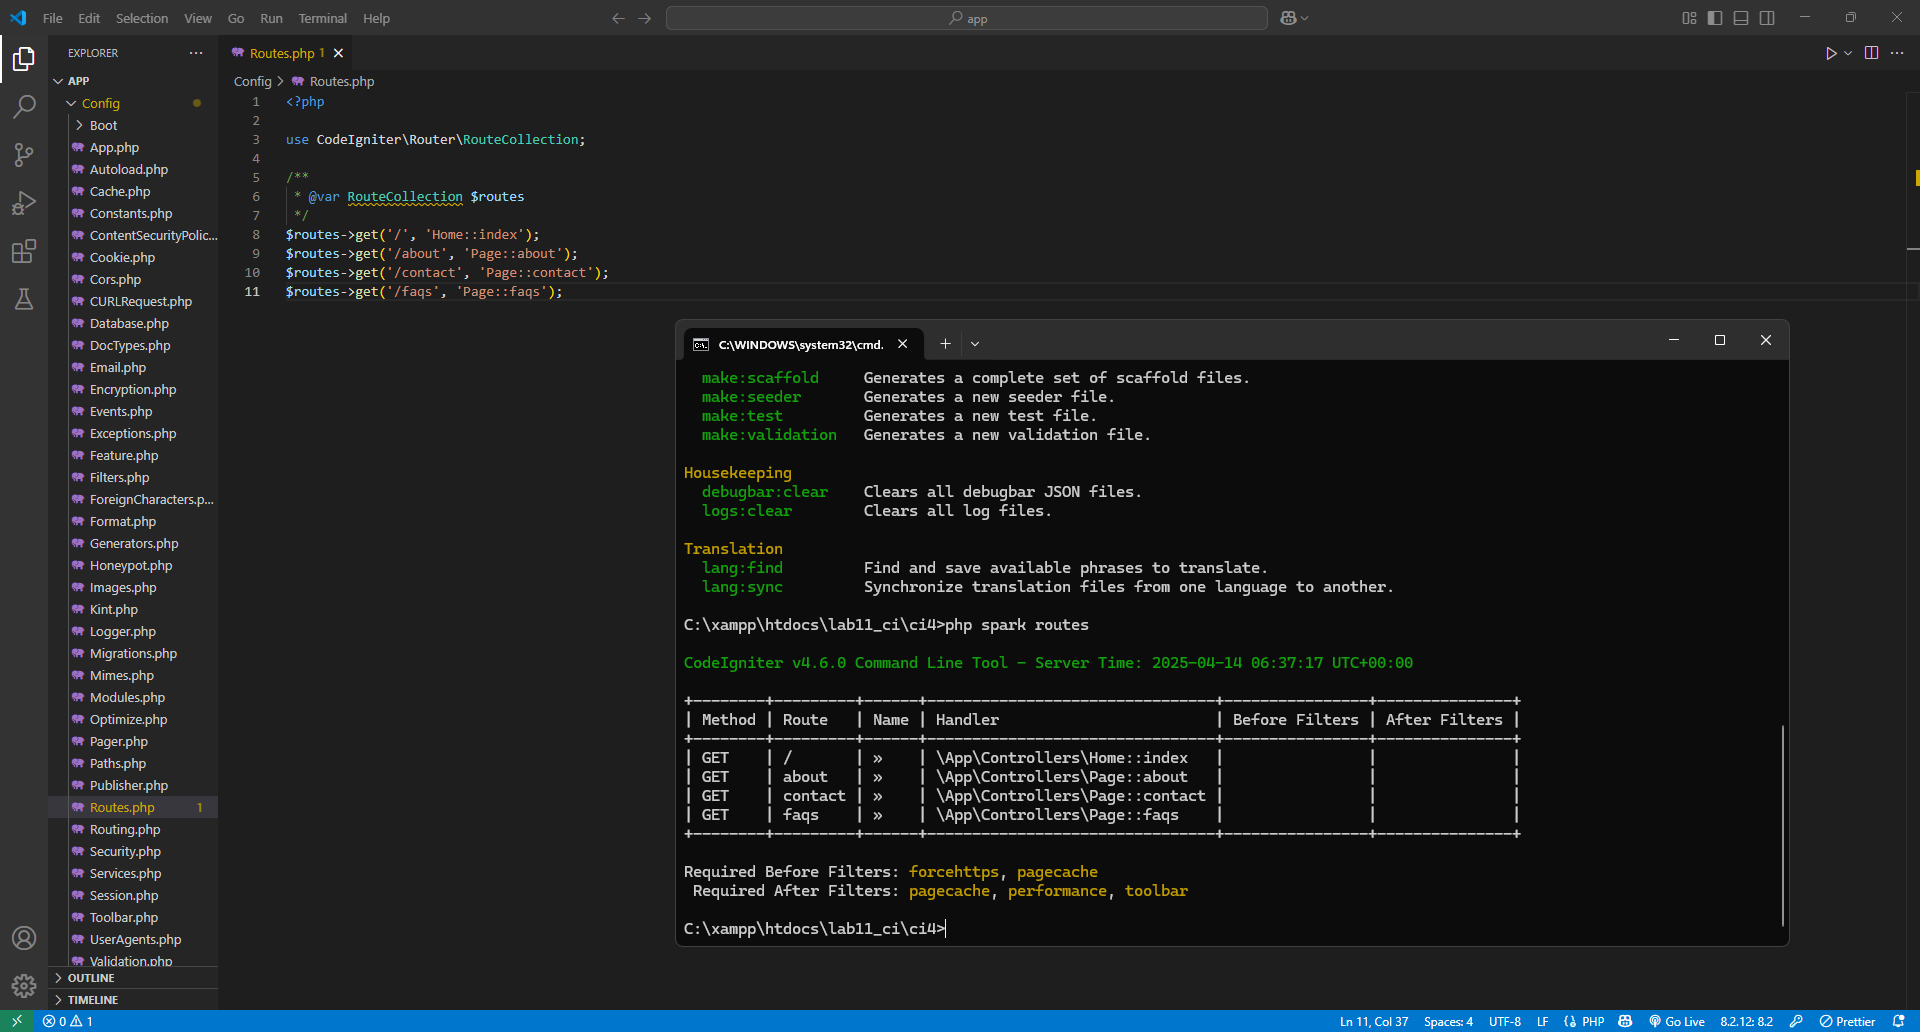 File Edit Selection View Go Run Terminal Help
app
EXPLORER
Routes.php 1
APP
Config
Boot
App.php
Autoload.php
Cache.php
Constants.php
ContentSecurityPolic...
Cookie.php
Cors.php
CURLRequest.php
Database.php
DocTypes.php
Email.php
Encryption.php
Events.php
Exceptions.php
Feature.php
Filters.php
ForeignCharacters.p...
Format.php
Generators.php
Honeypot.php
Images.php
Kint.php
Logger.php
Migrations.php
Mimes.php
Modules.php
Optimize.php
Pager.php
Paths.php
Publisher.php
Routes.php 1
Routing.php
Security.php
Services.php
Session.php
Toolbar.php
UserAgents.php
Validation.php
OUTLINE
TIMELINE
Config > Routes.php
1 <?php
2
3 use CodeIgniter\Router\RouteCollection;
4
5 /**
6 * @var RouteCollection $routes
7 */
8 $routes->get('/', 'Home::index');
9 $routes->get('/about', 'Page::about');
10 $routes->get('/contact', 'Page::contact');
11 $routes->get('/faqs', 'Page::faqs');
C:\WINDOWS\system32\cmd.
make:scaffold Generates a complete set of scaffold files.
make:seeder Generates a new seeder file.
make:test Generates a new test file.
make:validation Generates a new validation file.
Housekeeping
debugbar:clear Clears all debugbar JSON files.
logs:clear Clears all log files.
Translation
lang:find Find and save available phrases to translate.
lang:sync Synchronize translation files from one language to another.
C:\xampp\htdocs\lab11_ci\ci4>php spark routes
CodeIgniter v4.6.0 Command Line Tool - Server Time: 2025-04-14 06:37:17 UTC+00:00
+--------+---------+------+--------------------------------+----------------+---------------+
| Method | Route | Name | Handler | Before Filters | After Filters |
+--------+---------+------+--------------------------------+----------------+---------------+
| GET | / | » | \App\Controllers\Home::index | | |
| GET | about | » | \App\Controllers\Page::about | | |
| GET | contact | » | \App\Controllers\Page::contact | | |
| GET | faqs | » | \App\Controllers\Page::faqs | | |
+--------+---------+------+--------------------------------+----------------+---------------+
Required Before Filters: forcehttps, pagecache
Required After Filters: pagecache, performance, toolbar
C:\xampp\htdocs\lab11_ci\ci4>
0 1 Ln 11, Col 37 Spaces: 4 UTF-8 LF {} PHP Go Live 8.2.12: 8.2 Prettier